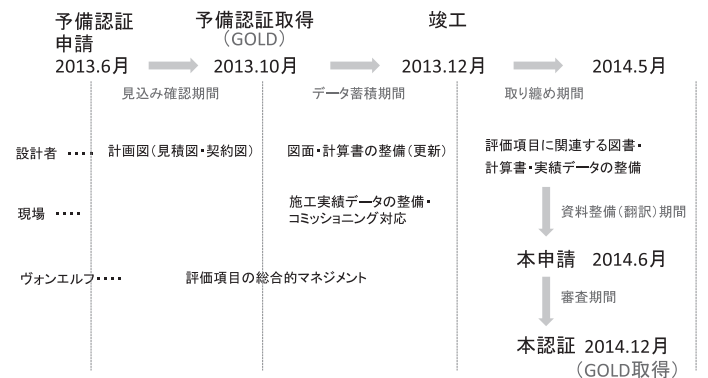 予備認証
申請
2013.6月
予備認証取得
（GOLD）
2013.10月
竣工
2013.12月
2014.5月
見込み確認期間
データ蓄積期間
取り纏め期間
設計者 ‥‥
計画図（見積図・契約図）
図面・計算書の整備（更新）
評価項目に関連する図書・
計算書・実績データの整備
現場 ‥‥
施工実績データの整備・
コミッショニング対応
資料整備（翻訳）期間
ヴォンエルフ‥‥
評価項目の総合的マネジメント
本申請 2014.6月
審査期間
本認証 2014.12月
（GOLD取得）